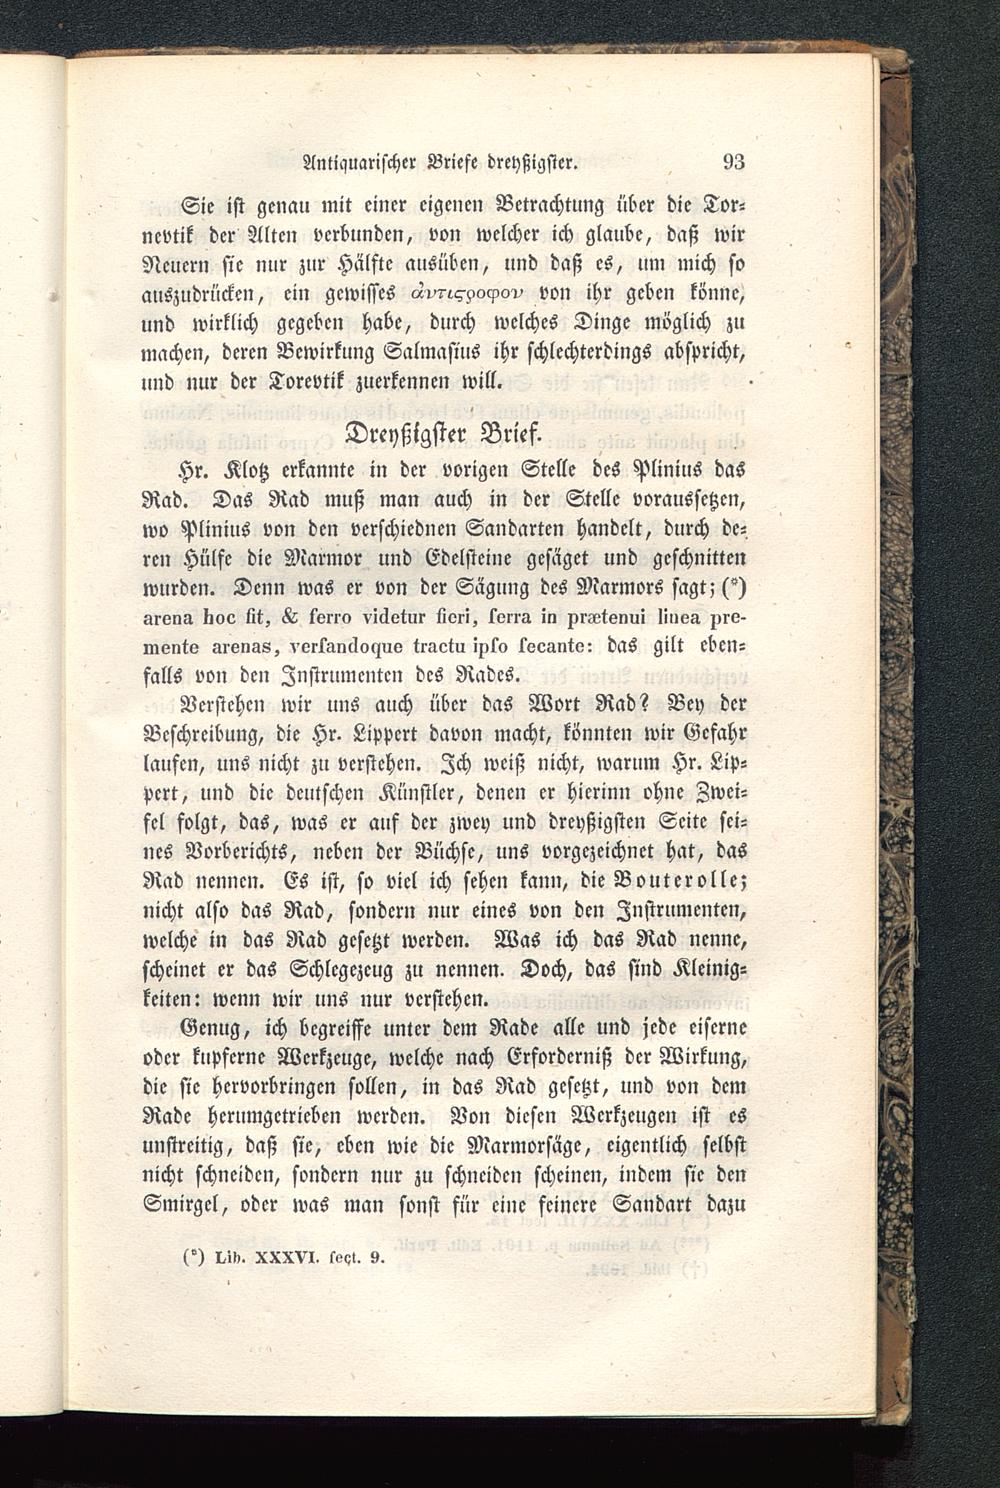 Antiquarischer Briefe dreyßigster. 93
Sie ist genau mit einer eigenen Betrachtung über die Tor-
nevtik der Alten verbunden, von welcher ich glaube, daß wir
Neuern sie nur zur Hälfte ausüben, und daß es, um mich so
auszudrücken, ein gewisses ἀντιϛροφον von ihr geben könne,
und wirklich gegeben habe, durch welches Dinge möglich zu
machen, deren Bewirkung Salmasius ihr schlechterdings abspricht,
und nur der Torevtik zuerkennen will.
Dreyßigster Brief.
Hr. Klotz erkannte in der vorigen Stelle des Plinius das
Rad. Das Rad muß man auch in der Stelle voraussetzen,
wo Plinius von den verschiednen Sandarten handelt, durch de-
ren Hülfe die Marmor und Edelsteine gesäget und geschnitten
wurden. Denn was er von der Sägung des Marmors sagt; (*)
arena hoc fit, & ferro videtur fieri, ſerra in prætenui linea pre-
mente arenas, verſandoque tractu ipſo ſecante: das gilt eben-
falls von den Instrumenten des Rades.
Verstehen wir uns auch über das Wort Rad? Bey der
Beschreibung, die Hr. Lippert davon macht, könnten wir Gefahr
laufen, uns nicht zu verstehen. Ich weiß nicht, warum Hr. Lip-
pert, und die deutschen Künstler, denen er hierinn ohne Zwei-
fel folgt, das, was er auf der zwey und dreyßigsten Seite sei-
nes Vorberichts, neben der Büchse, uns vorgezeichnet hat, das
Rad nennen. Es ist, so viel ich sehen kann, die Bouterolle;
nicht also das Rad, sondern nur eines von den Instrumenten,
welche in das Rad gesetzt werden. Was ich das Rad nenne,
scheinet er das Schlegezeug zu nennen. Doch, das sind Kleinig-
keiten: wenn wir uns nur verstehen.
Genug, ich begreiffe unter dem Rade alle und jede eiserne
oder kupferne Werkzeuge, welche nach Erforderniß der Wirkung,
die sie hervorbringen sollen, in das Rad gesetzt, und von dem
Rade herumgetrieben werden. Von diesen Werkzeugen ist es
unstreitig, daß sie, eben wie die Marmorsäge, eigentlich selbst
nicht schneiden, sondern nur zu schneiden scheinen, indem sie den
Smirgel, oder was man sonst für eine feinere Sandart dazu
(*) Lib. XXXVI. ſect. 9.